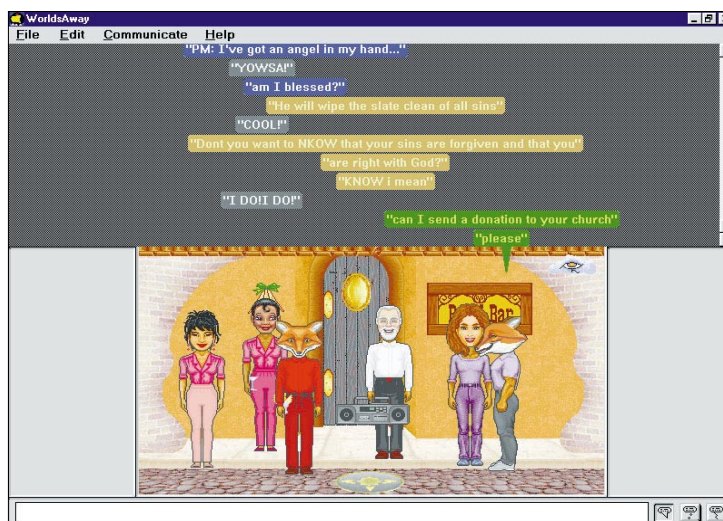 WorldsAway
File Edit Communicate Help
"PM: I've got an angel in my hand..."
"YOWSA!"
"am I blessed?"
"He will wipe the slate clean of all sins"
"COOL!"
"Dont you want to NKOW that your sins are forgiven and that you"
"are right with God?"
"KNOW i mean"
"I DO!I DO!"
"can I send a donation to your church"
"please"
Bar